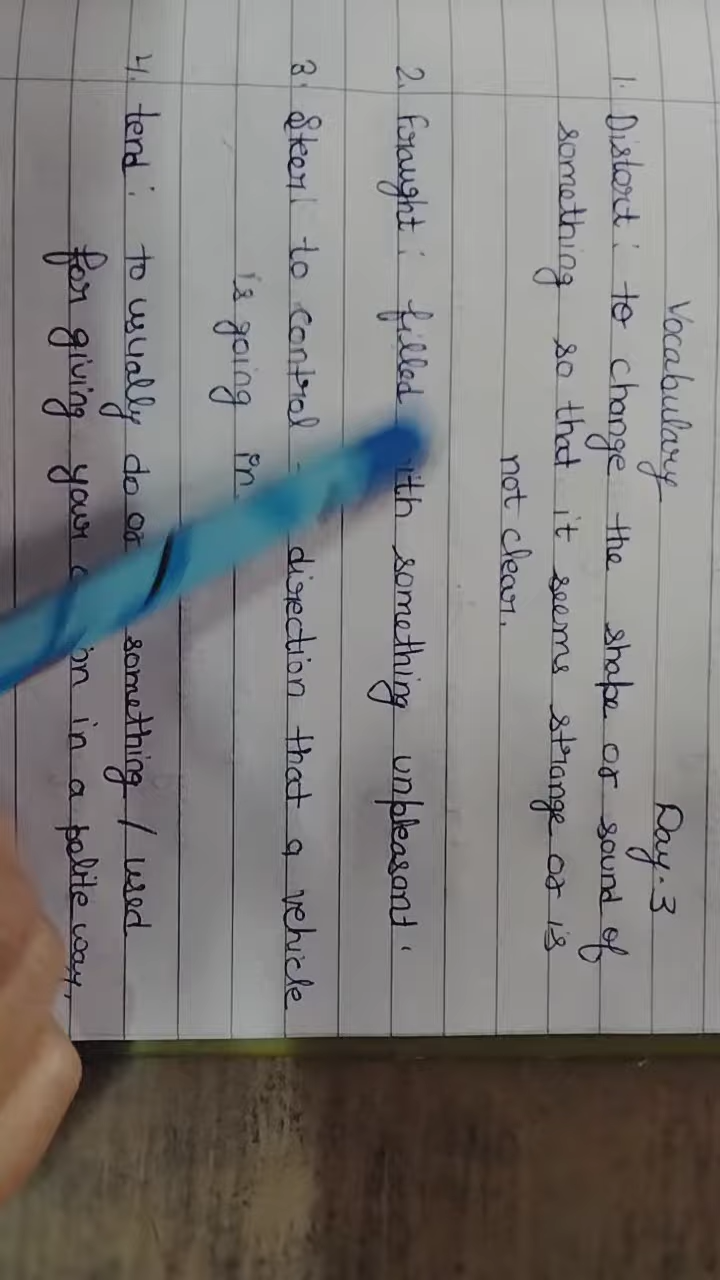 Vocabulary Day-3
1. Distort: to change the shape or sound of
something so that it seems strange or is
not clear.
2. fraught: filled with something unpleasant.
3. Steer: to control direction that a vehicle
is going in
4. tend: to usually do or something / used
for giving your in in a polite way.